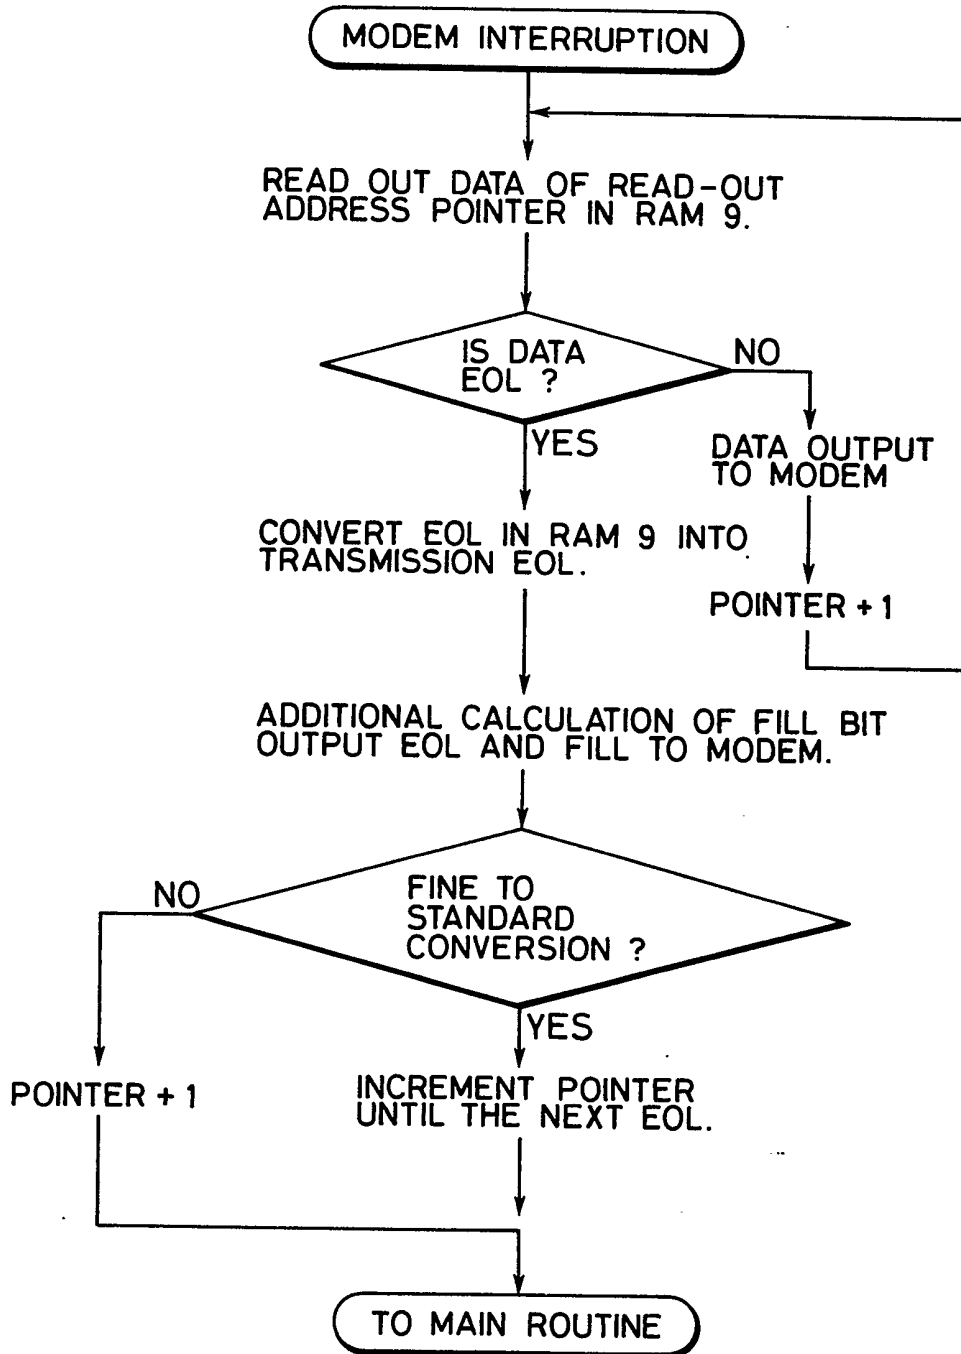 MODEM INTERRUPTION
READ OUT DATA OF READ-OUT
ADDRESS POINTER IN RAM 9.
IS DATA
EOL ?
NO
YES
DATA OUTPUT
TO MODEM
CONVERT EOL IN RAM 9 INTO
TRANSMISSION EOL.
POINTER + 1
ADDITIONAL CALCULATION OF FILL BIT
OUTPUT EOL AND FILL TO MODEM.
FINE TO
STANDARD
CONVERSION ?
NO
YES
POINTER + 1
INCREMENT POINTER
UNTIL THE NEXT EOL.
TO MAIN ROUTINE